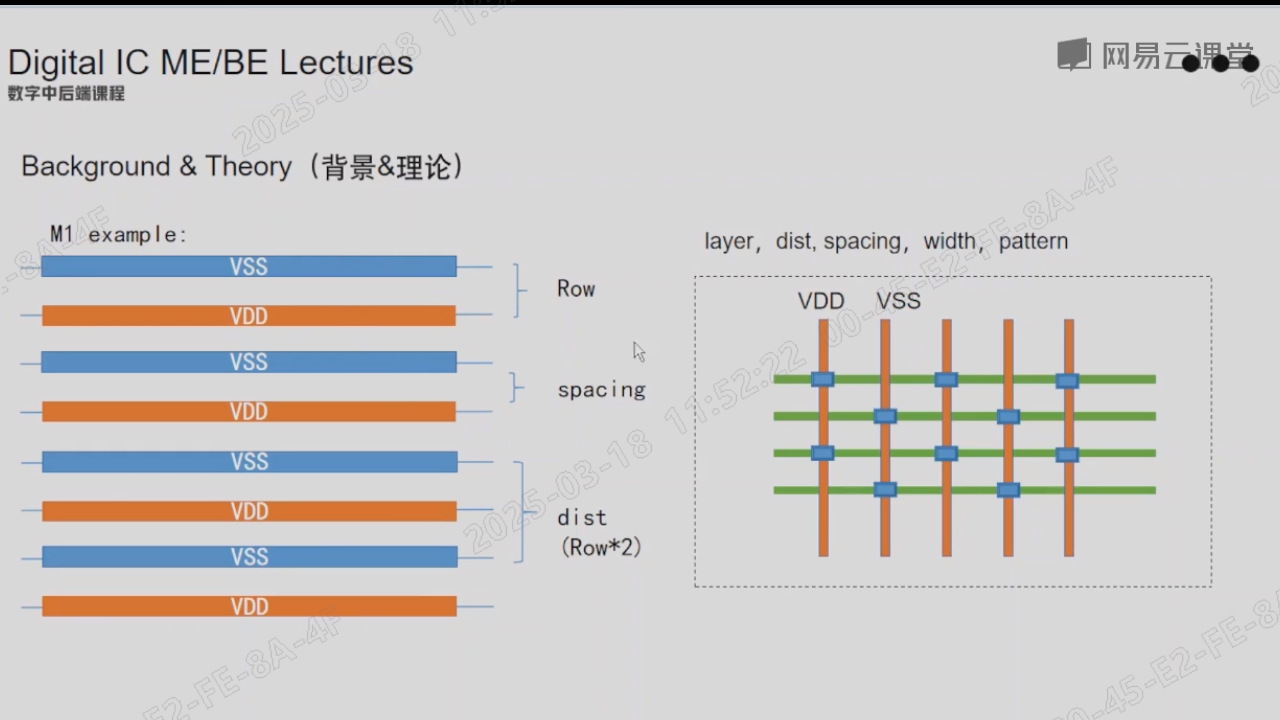 Digital IC ME/BE Lectures
数字中后端课程
网易云课堂
Background & Theory（背景&理论）
M1 example:
VSS
VDD
VSS
VDD
VSS
VDD
VSS
VDD
Row
spacing
dist
(Row*2)
layer，dist, spacing，width，pattern
VDD VSS
2025-03-18 11:52:22 00-45-E2-FE-8A-4F